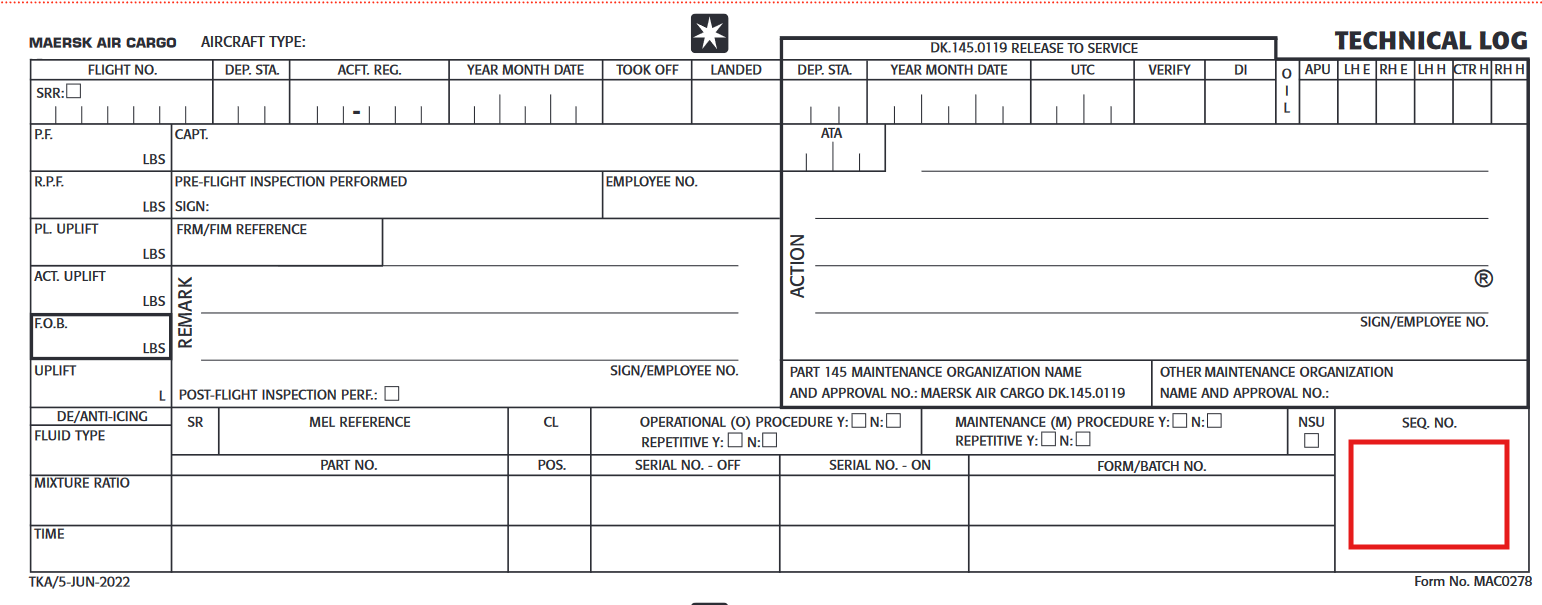 MAERSK AIR CARGO AIRCRAFT TYPE: DK.145.0119 RELEASE TO SERVICE TECHNICAL LOG
FLIGHT NO. DEP. STA. ACFT. REG. YEAR MONTH DATE TOOK OFF LANDED DEP. STA. YEAR MONTH DATE UTC VERIFY DI OIL APU LH E RH E LH H CTR H RH H
SRR: -
P.F. LBS CAPT. ATA
R.P.F. LBS PRE-FLIGHT INSPECTION PERFORMED EMPLOYEE NO.
SIGN:
PL. UPLIFT LBS FRM/FIM REFERENCE
ACT. UPLIFT LBS REMARK ACTION ®
F.O.B. LBS SIGN/EMPLOYEE NO.
UPLIFT L SIGN/EMPLOYEE NO. PART 145 MAINTENANCE ORGANIZATION NAME OTHER MAINTENANCE ORGANIZATION
POST-FLIGHT INSPECTION PERF.: AND APPROVAL NO.: MAERSK AIR CARGO DK.145.0119 NAME AND APPROVAL NO.:
DE/ANTI-ICING SR MEL REFERENCE CL OPERATIONAL (O) PROCEDURE Y: N: MAINTENANCE (M) PROCEDURE Y: N: NSU SEQ. NO.
FLUID TYPE REPETITIVE Y: N: REPETITIVE Y: N:
PART NO. POS. SERIAL NO. - OFF SERIAL NO. - ON FORM/BATCH NO.
MIXTURE RATIO
TIME
TKA/5-JUN-2022 Form No. MAC0278